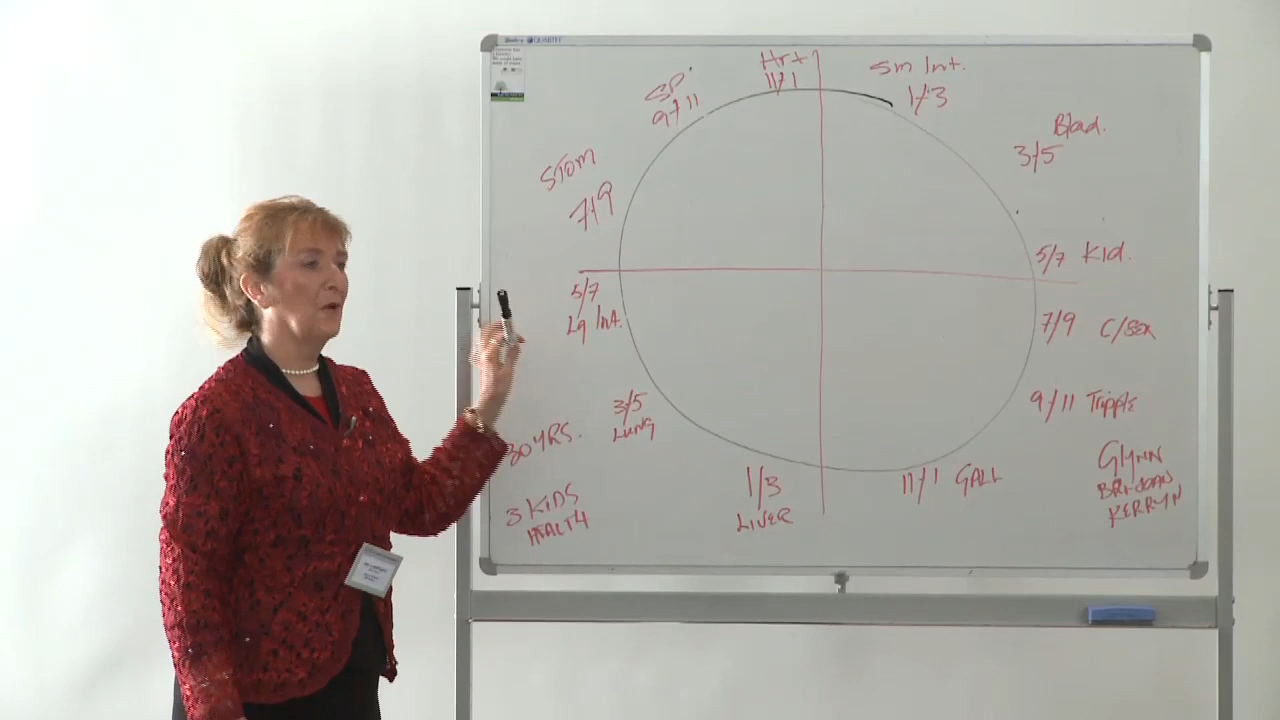 QUARTET
Hrt
11/1
Sm Int.
1/3
Blad.
3/5
5/7 Kid.
7/9 C/SEX
9/11 Tripple
11/1 GALL
1/3
LIVER
3/5
LUNG
5/7
Lg Int.
STOM
7/9
SP.
9/11
30 YRS.
3 KIDS
HEALTH
GLYNN
KERRYN